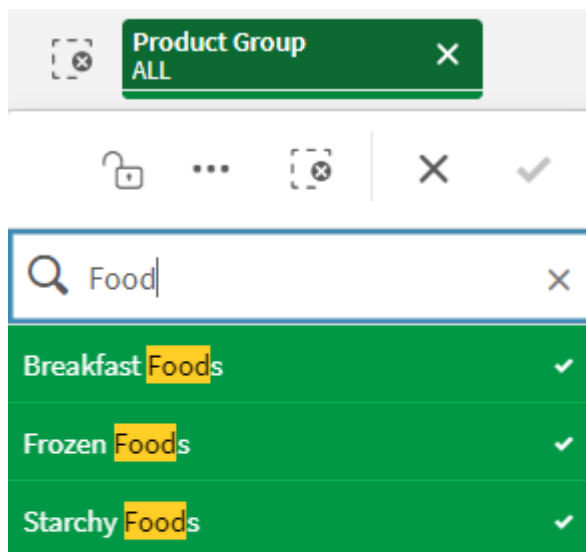 Product Group
ALL
Food
Breakfast Foods
Frozen Foods
Starchy Foods